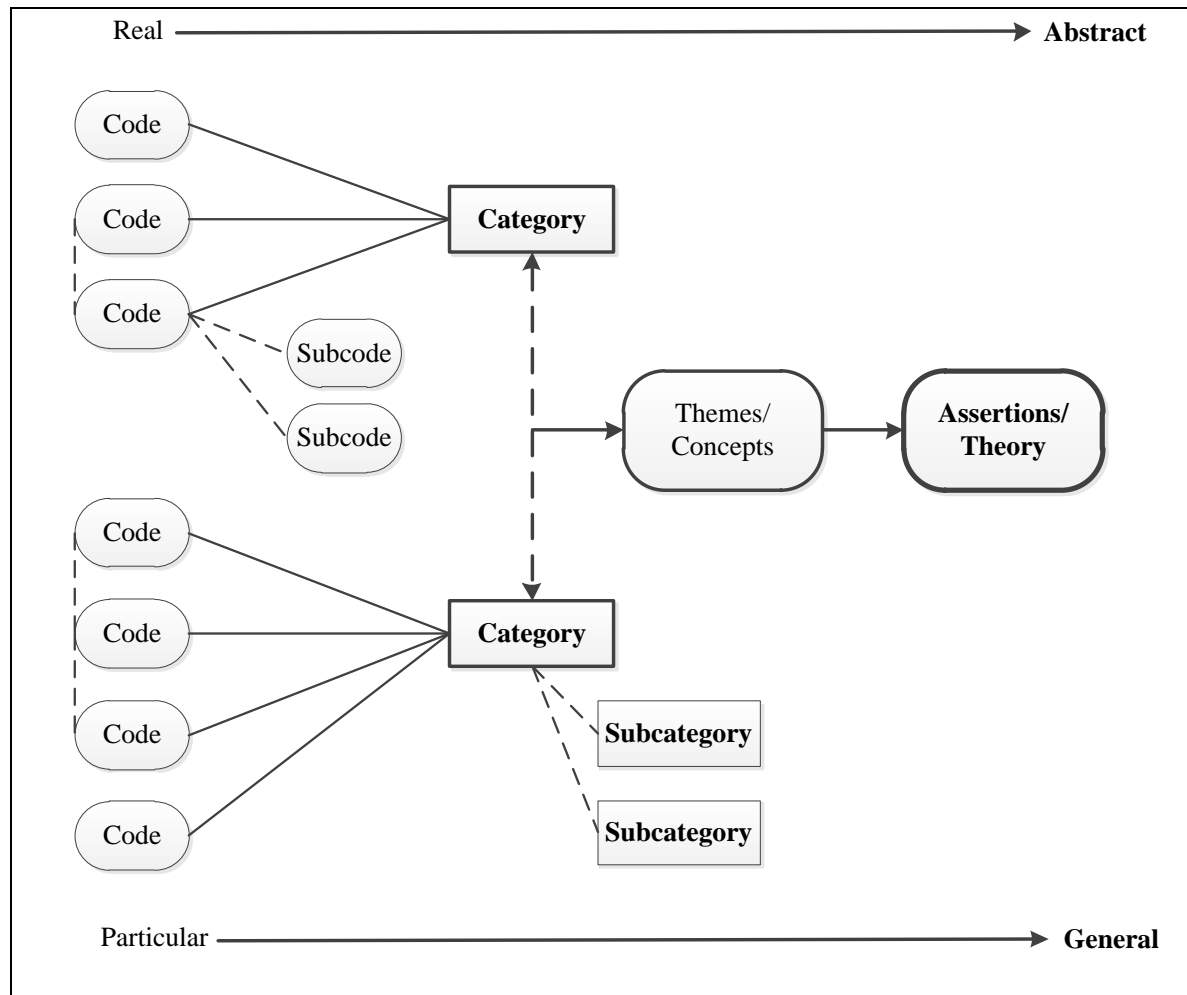 Real
Abstract
Code
Code
Category
Code
Subcode
Subcode
Themes/
Concepts
Assertions/
Theory
Code
Code
Category
Code
Subcategory
Code
Subcategory
Particular
General